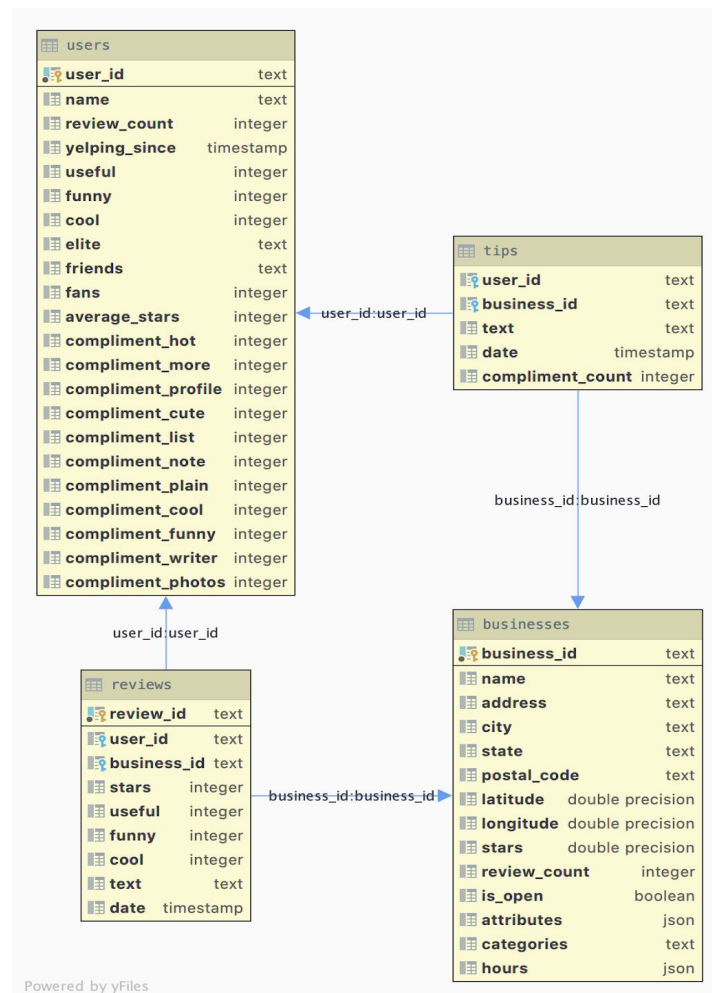 users
user_id text
name text
review_count integer
yelping_since timestamp
useful integer
funny integer
cool integer
elite text
friends text
fans integer
average_stars integer
compliment_hot integer
compliment_more integer
compliment_profile integer
compliment_cute integer
compliment_list integer
compliment_note integer
compliment_plain integer
compliment_cool integer
compliment_funny integer
compliment_writer integer
compliment_photos integer
user_id:user_id
tips
user_id text
business_id text
text text
date timestamp
compliment_count integer
business_id:business_id
user_id:user_id
reviews
review_id text
user_id text
business_id text
stars integer
useful integer
funny integer
cool integer
text text
date timestamp
business_id:business_id
businesses
business_id text
name text
address text
city text
state text
postal_code text
latitude double precision
longitude double precision
stars double precision
review_count integer
is_open boolean
attributes json
categories text
hours json
Powered by yFiles